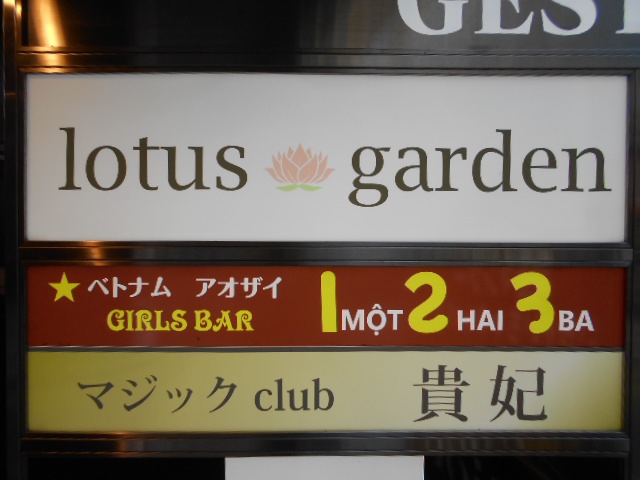 lotus garden
★ベトナム アオザイ
GIRLS BAR
1 MỘT 2 HAI 3 BA
マジック club 貴妃